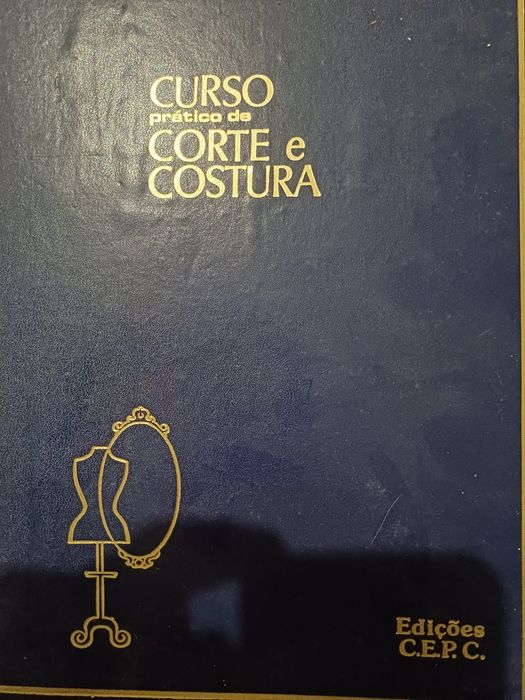 CURSO
prático de
CORTE e
COSTURA
Edições
C.E.P.C.